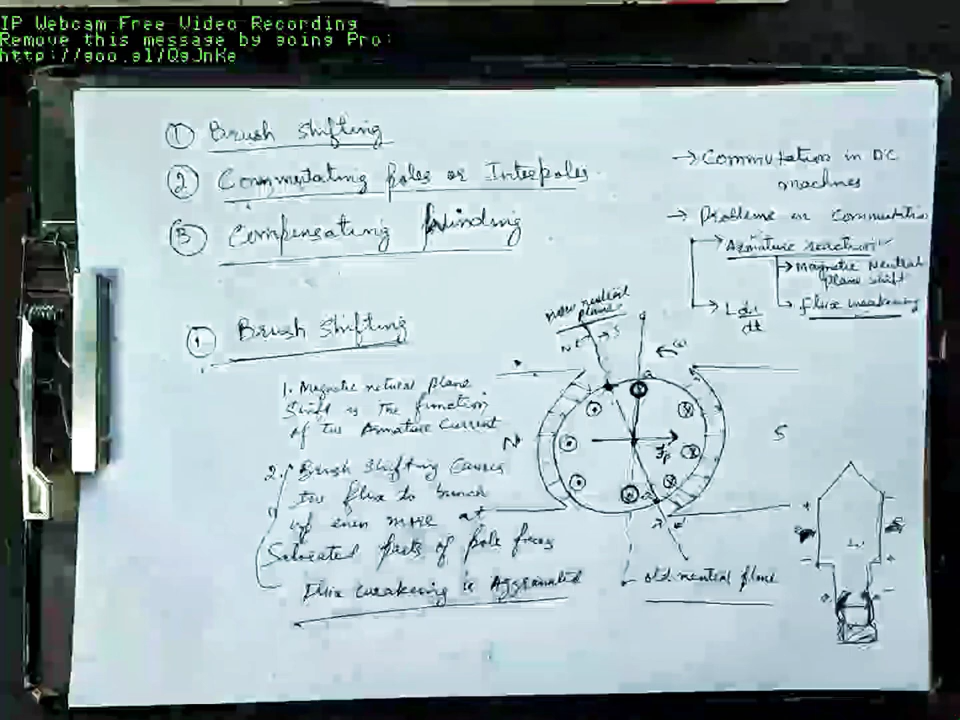 IP Webcam Free Video Recording
Remove this message by going Pro:
http://goo.gl/QgJnKe
① Brush shifting
② Commutating poles or Interpoles
③ Compensating winding
→ Commutation in DC
machines
→ Problems in Commutation
→ Armature reaction
→ Magnetic Neutral
plane shift
→ Flux weakening
→ L di/dt
① Brush shifting
new neutral
plane
ω
1. Magnetic netural plane
shift is the function
of the Armature Current
N
S
2. Brush shifting Causes
the flux to bunch
up even more at
Saturated parts of pole faces
Flux weakening is Aggravated
old neutral plane